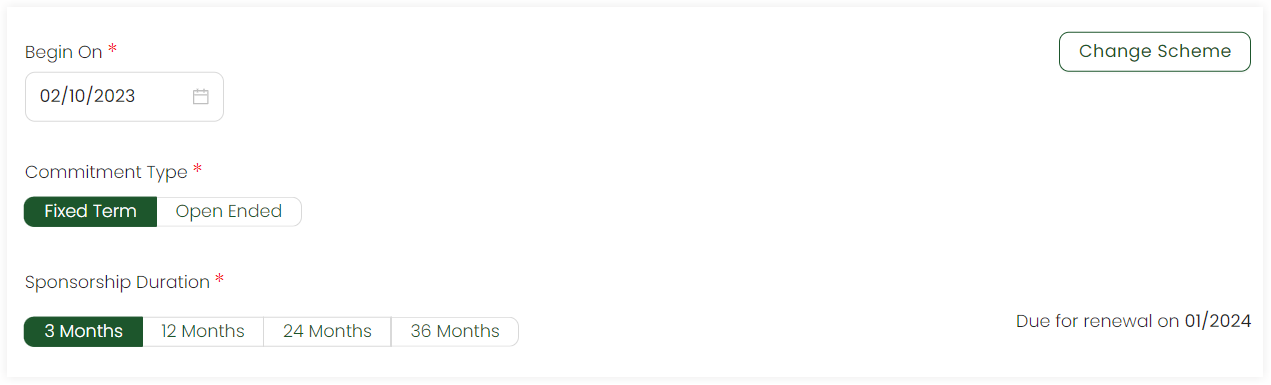 Begin On *
Change Scheme
02/10/2023
Commitment Type *
Fixed Term Open Ended
Sponsorship Duration *
3 Months 12 Months 24 Months 36 Months
Due for renewal on 01/2024